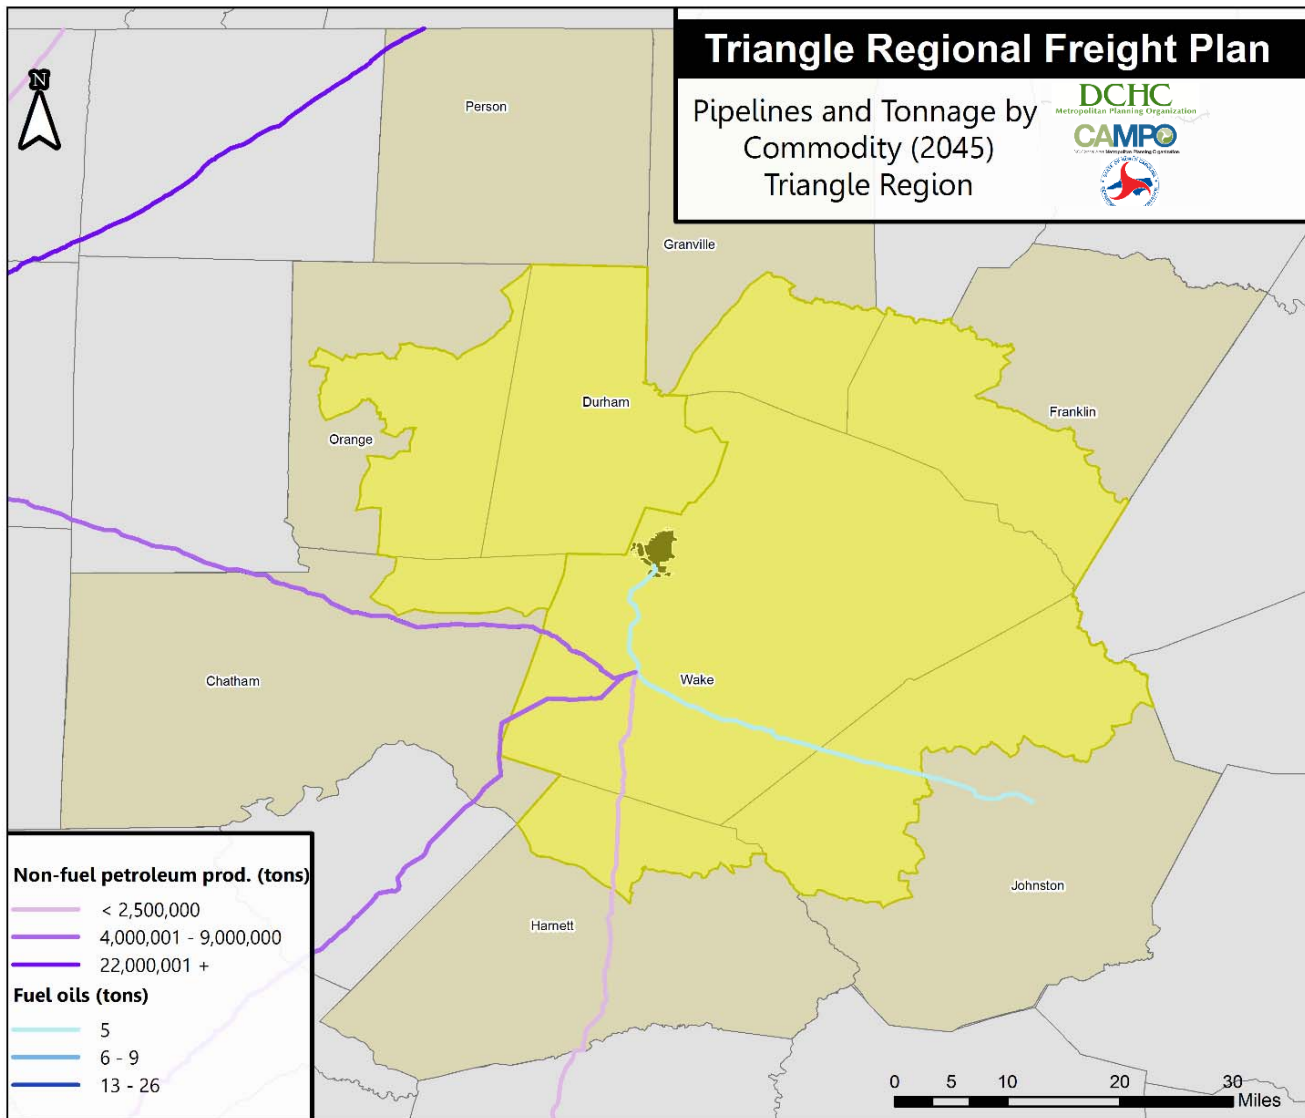 Triangle Regional Freight Plan
Pipelines and Tonnage by
Commodity (2045)
Triangle Region
DCHC
Metropolitan Planning Organization
CAMPO
N
Person
Granville
Durham
Franklin
Orange
Chatham
Wake
Johnston
Harnett
Non-fuel petroleum prod. (tons)
< 2,500,000
4,000,001 - 9,000,000
22,000,001 +
Fuel oils (tons)
5
6 - 9
13 - 26
0 5 10 20 30
Miles